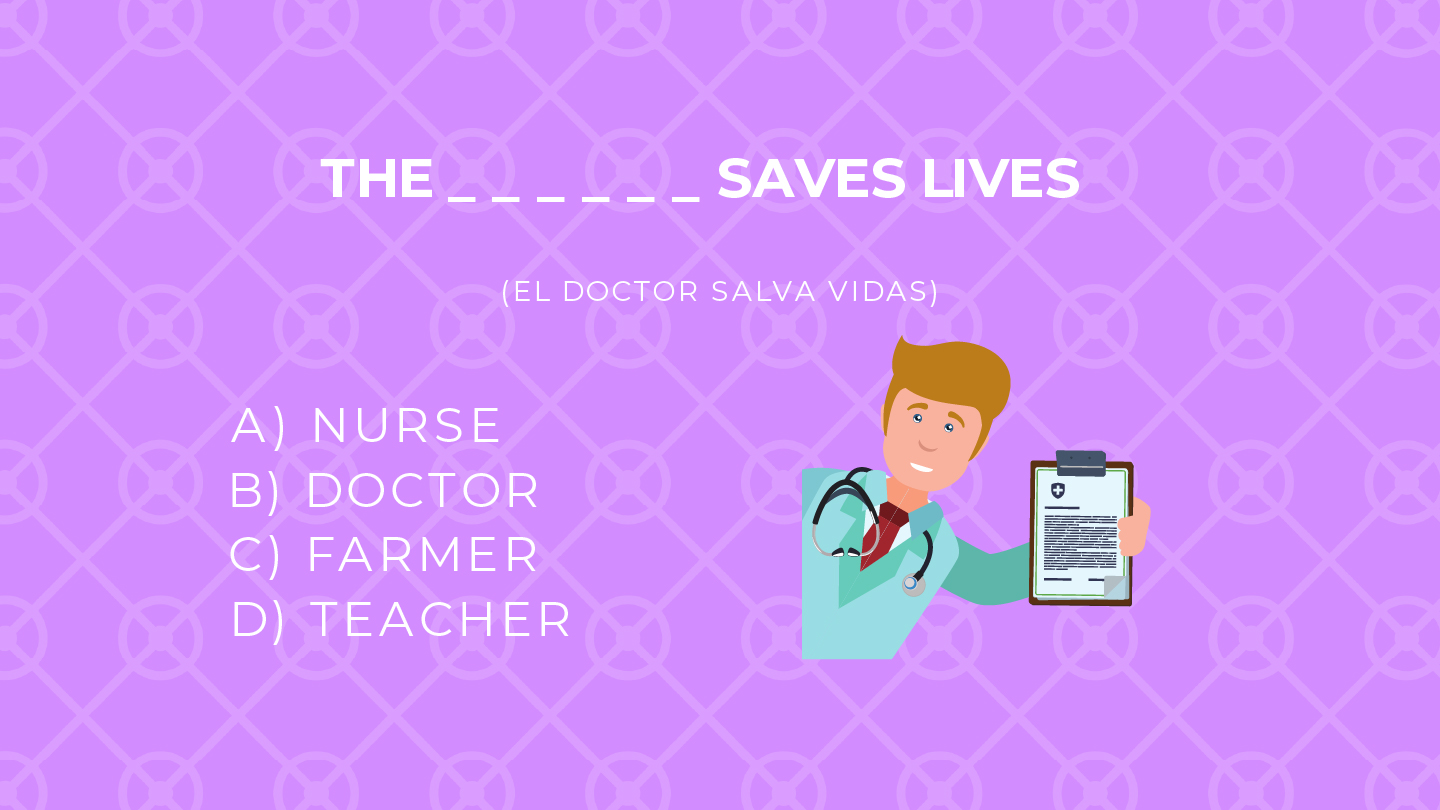 THE _ _ _ _ _ _ SAVES LIVES
(EL DOCTOR SALVA VIDAS)
A) NURSE
B) DOCTOR
C) FARMER
D) TEACHER